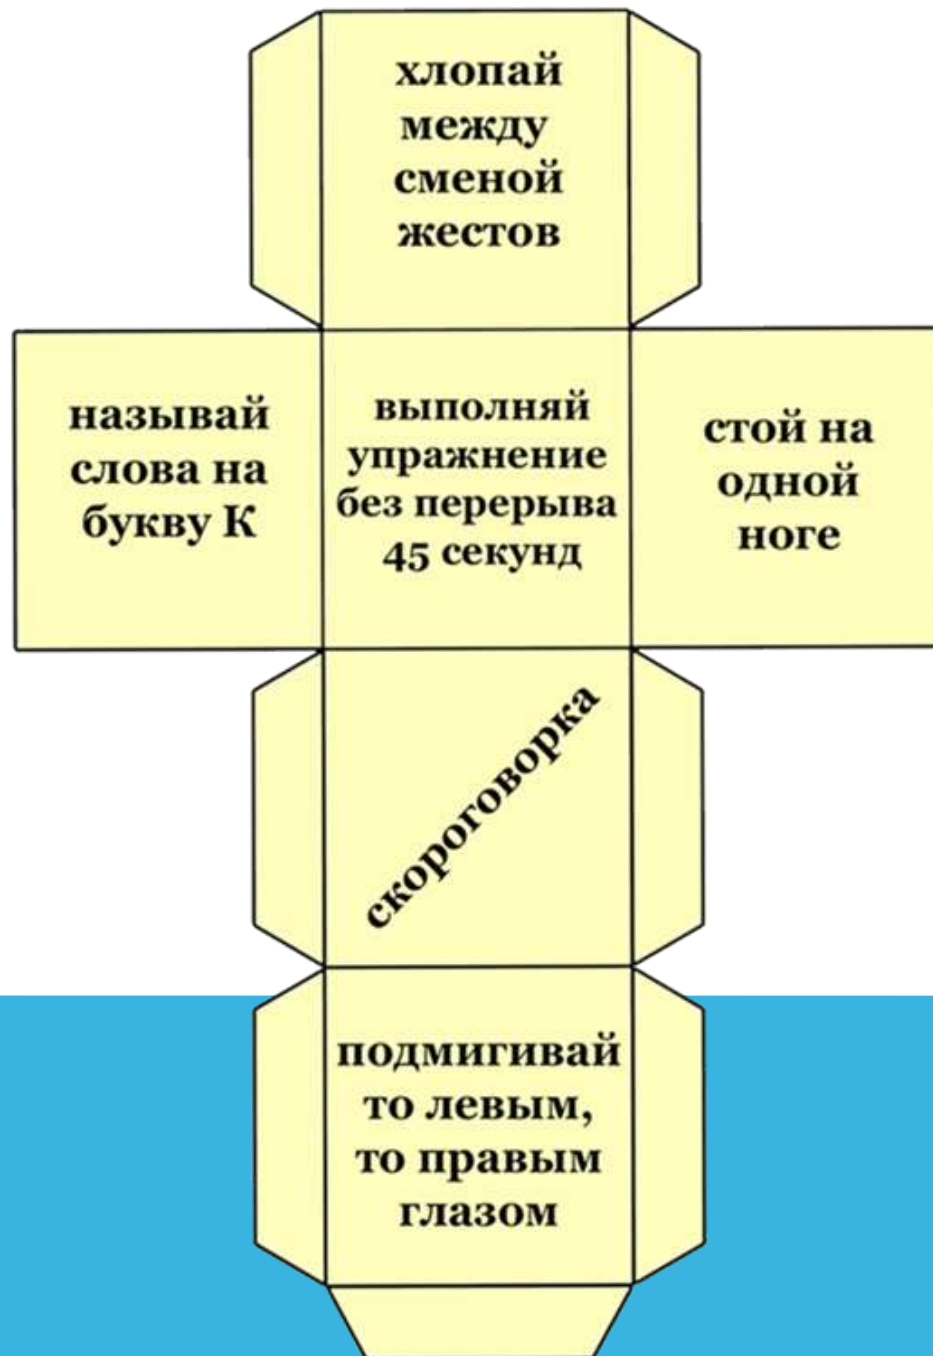 хлопай
между
сменой
жестов
называй
слова на
букву К
выполняй
упражнение
без перерыва
45 секунд
стой на
одной
ноге
скороговорка
подмигивай
то левым,
то правым
глазом